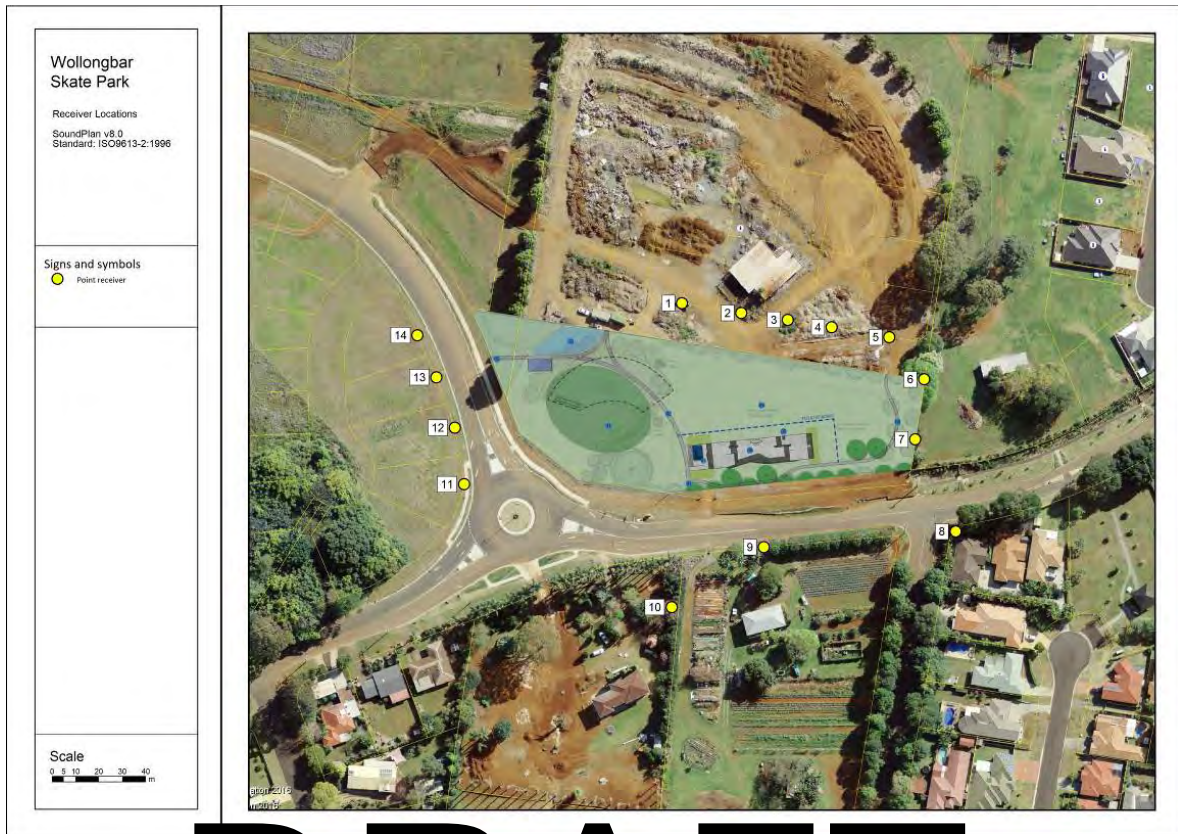 Wollongbar
Skate Park
Receiver Locations
SoundPlan v8.0
Standard: ISO9613-2:1996
Signs and symbols
Point receiver
Scale
0 5 10 20 30 40
m
1
2
3
4
5
6
7
8
9
10
11
12
13
14
2016
DRAFT